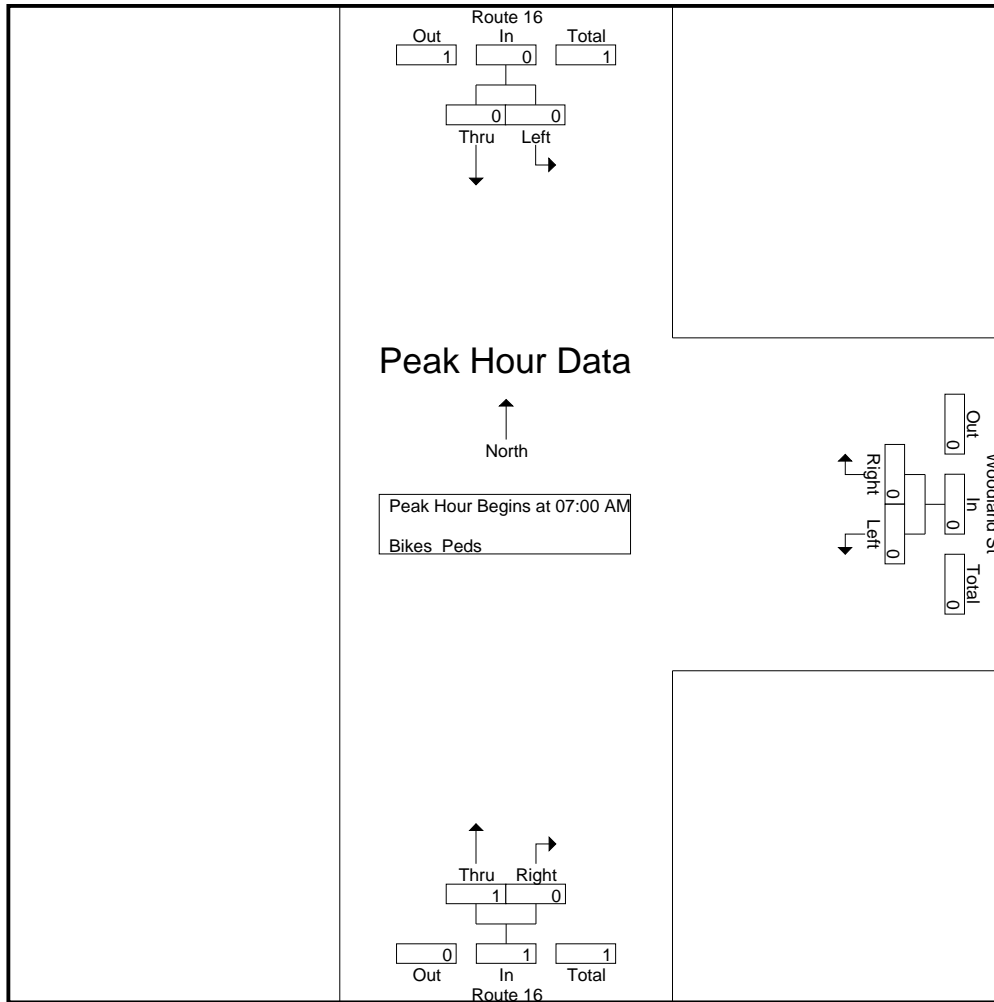 Route 16
Out In Total
1 0 1
0 0
Thru Left
Peak Hour Data
North
Peak Hour Begins at 07:00 AM
Bikes Peds
Woodland St
Out In Total
0 0 0
Right Left
0 0
Thru Right
1 0
0 1 1
Out In Total
Route 16